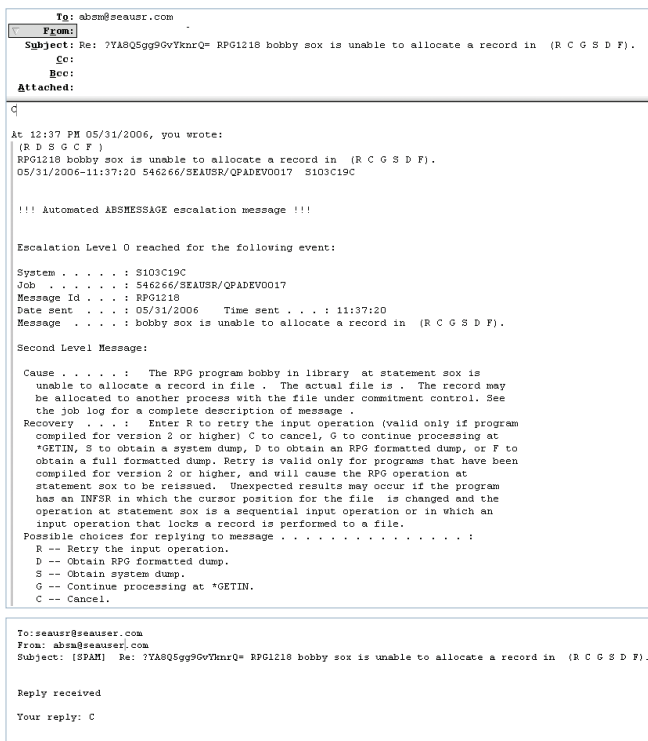 To: absm@seausr.com
From:
Subject: Re: ?YA8Q5gg9GvYknrQ= RPG1218 bobby sox is unable to allocate a record in (R C G S D F).
Cc:
Bcc:
Attached:
C
At 12:37 PM 05/31/2006, you wrote:
(R D S G C F )
RPG1218 bobby sox is unable to allocate a record in (R C G S D F).
05/31/2006-11:37:20 546266/SEAUSR/QPADEV0017 S103C19C
!!! Automated ABSMESSAGE escalation message !!!
Escalation Level 0 reached for the following event:
System . . . . . : S103C19C
Job . . . . . . : 546266/SEAUSR/QPADEV0017
Message Id . . . : RPG1218
Date sent . . . : 05/31/2006 Time sent . . . : 11:37:20
Message . . . . : bobby sox is unable to allocate a record in (R C G S D F).
Second Level Message:
Cause . . . . . : The RPG program bobby in library at statement sox is
unable to allocate a record in file . The actual file is . The record may
be allocated to another process with the file under commitment control. See
the job log for a complete description of message .
Recovery . . . : Enter R to retry the input operation (valid only if program
compiled for version 2 or higher) C to cancel, G to continue processing at
*GETIN, S to obtain a system dump, D to obtain an RPG formatted dump, or F to
obtain a full formatted dump. Retry is valid only for programs that have been
compiled for version 2 or higher, and will cause the RPG operation at
statement sox to be reissued. Unexpected results may occur if the program
has an INFSR in which the cursor position for the file is changed and the
operation at statement sox is a sequential input operation or in which an
input operation that locks a record is performed to a file.
Possible choices for replying to message . . . . . . . . . . . . . . . :
R -- Retry the input operation.
D -- Obtain RPG formatted dump.
S -- Obtain system dump.
G -- Continue processing at *GETIN.
C -- Cancel.
To:seausr@seauser.com
From: absm@seauser.com
Subject: [SPAM] Re: ?YA8Q5gg9GvYknrQ= RPG1218 bobby sox is unable to allocate a record in (R C G S D F).
Reply received
Your reply: C